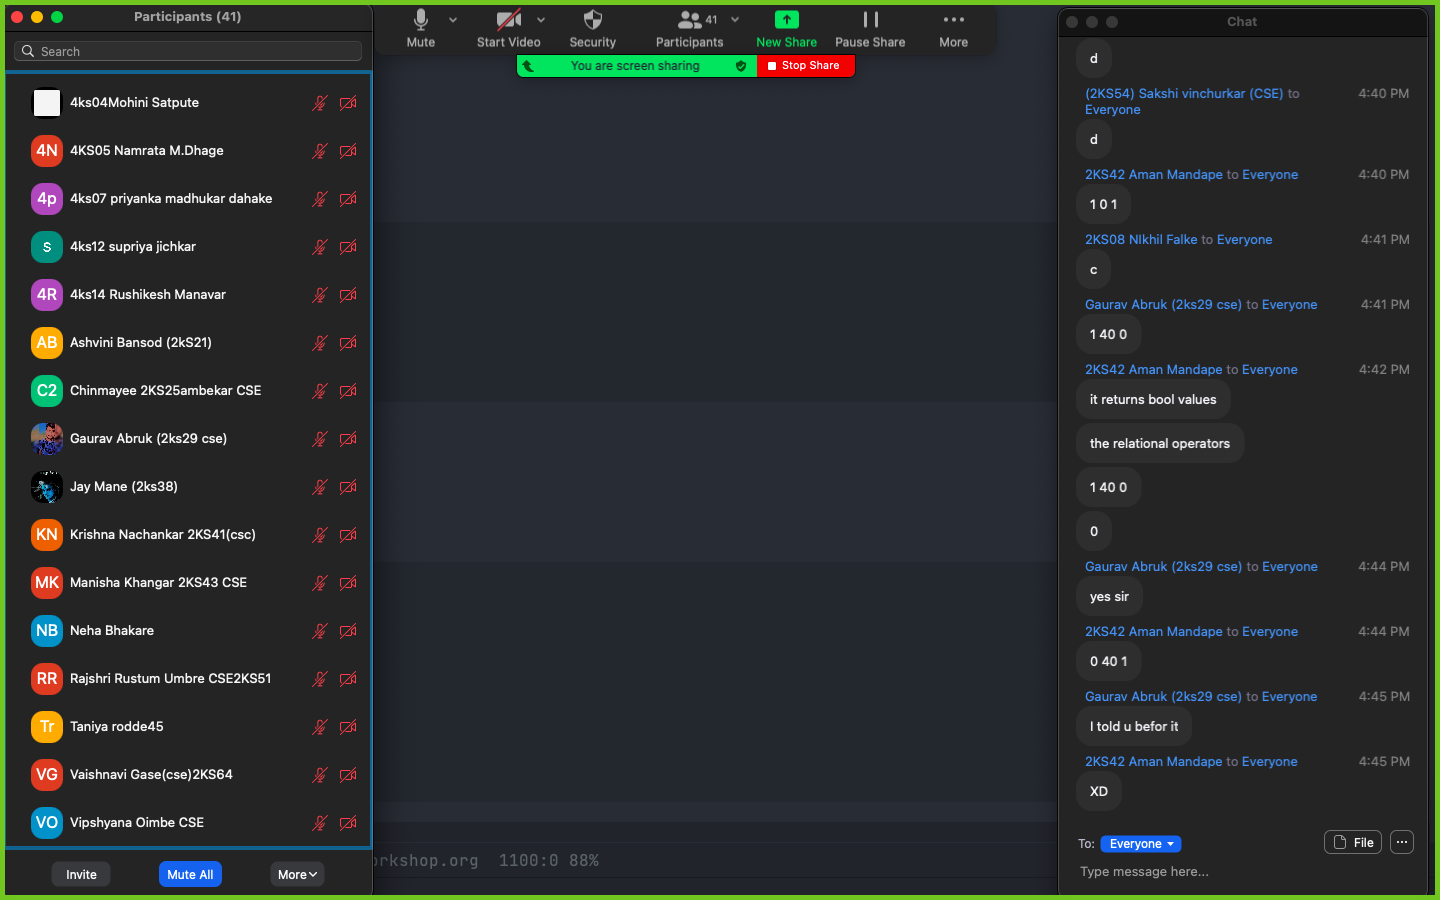 Participants (41)
Search
4ks04Mohini Satpute
4N 4KS05 Namrata M.Dhage
4p 4ks07 priyanka madhukar dahake
S 4ks12 supriya jichkar
4R 4ks14 Rushikesh Manavar
AB Ashvini Bansod (2kS21)
C2 Chinmayee 2KS25ambekar CSE
Gaurav Abruk (2ks29 cse)
Jay Mane (2ks38)
KN Krishna Nachankar 2KS41(csc)
MK Manisha Khangar 2KS43 CSE
NB Neha Bhakare
RR Rajshri Rustum Umbre CSE2KS51
Tr Taniya rodde45
VG Vaishnavi Gase(cse)2KS64
VO Vipshyana Oimbe CSE
Invite Mute All More
41
Mute Start Video Security Participants New Share Pause Share More
You are screen sharing Stop Share
orkshop.org 1100:0 88%
Chat
d
(2KS54) Sakshi vinchurkar (CSE) to 4:40 PM
Everyone
d
2KS42 Aman Mandape to Everyone 4:40 PM
1 0 1
2KS08 NIkhil Falke to Everyone 4:41 PM
c
Gaurav Abruk (2ks29 cse) to Everyone 4:41 PM
1 40 0
2KS42 Aman Mandape to Everyone 4:42 PM
it returns bool values
the relational operators
1 40 0
0
Gaurav Abruk (2ks29 cse) to Everyone 4:44 PM
yes sir
2KS42 Aman Mandape to Everyone 4:44 PM
0 40 1
Gaurav Abruk (2ks29 cse) to Everyone 4:45 PM
I told u befor it
2KS42 Aman Mandape to Everyone 4:45 PM
XD
To: Everyone File
Type message here...